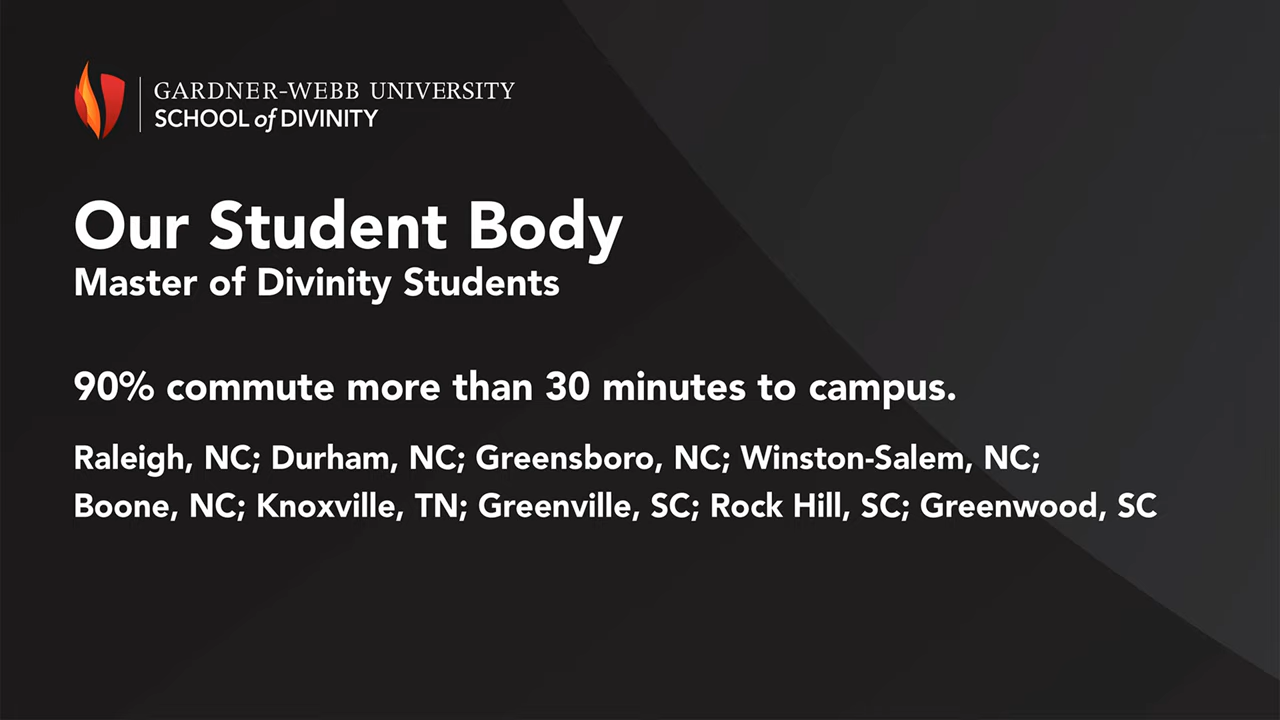 GARDNER-WEBB UNIVERSITY
SCHOOL of DIVINITY
Our Student Body
Master of Divinity Students
90% commute more than 30 minutes to campus.
Raleigh, NC; Durham, NC; Greensboro, NC; Winston-Salem, NC;
Boone, NC; Knoxville, TN; Greenville, SC; Rock Hill, SC; Greenwood, SC